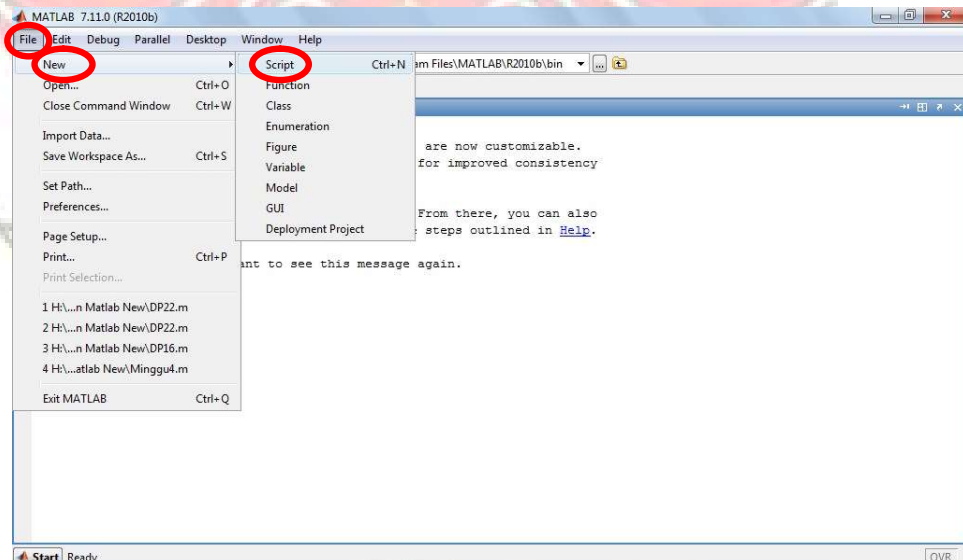 MATLAB 7.11.0 (R2010b)
File Edit Debug Parallel Desktop Window Help
am Files\MATLAB\R2010b\bin ...
New
Open... Ctrl+O
Close Command Window Ctrl+W
Import Data...
Save Workspace As... Ctrl+S
Set Path...
Preferences...
Page Setup...
Print... Ctrl+P
Print Selection...
1 H:\...n Matlab New\DP22.m
2 H:\...n Matlab New\DP22.m
3 H:\...n Matlab New\DP16.m
4 H:\...atlab New\Minggu4.m
Exit MATLAB Ctrl+Q
Script Ctrl+N
Function
Class
Enumeration
Figure
Variable
Model
GUI
Deployment Project
are now customizable.
for improved consistency
From there, you can also
steps outlined in Help.
ant to see this message again.
Start Ready
OVR